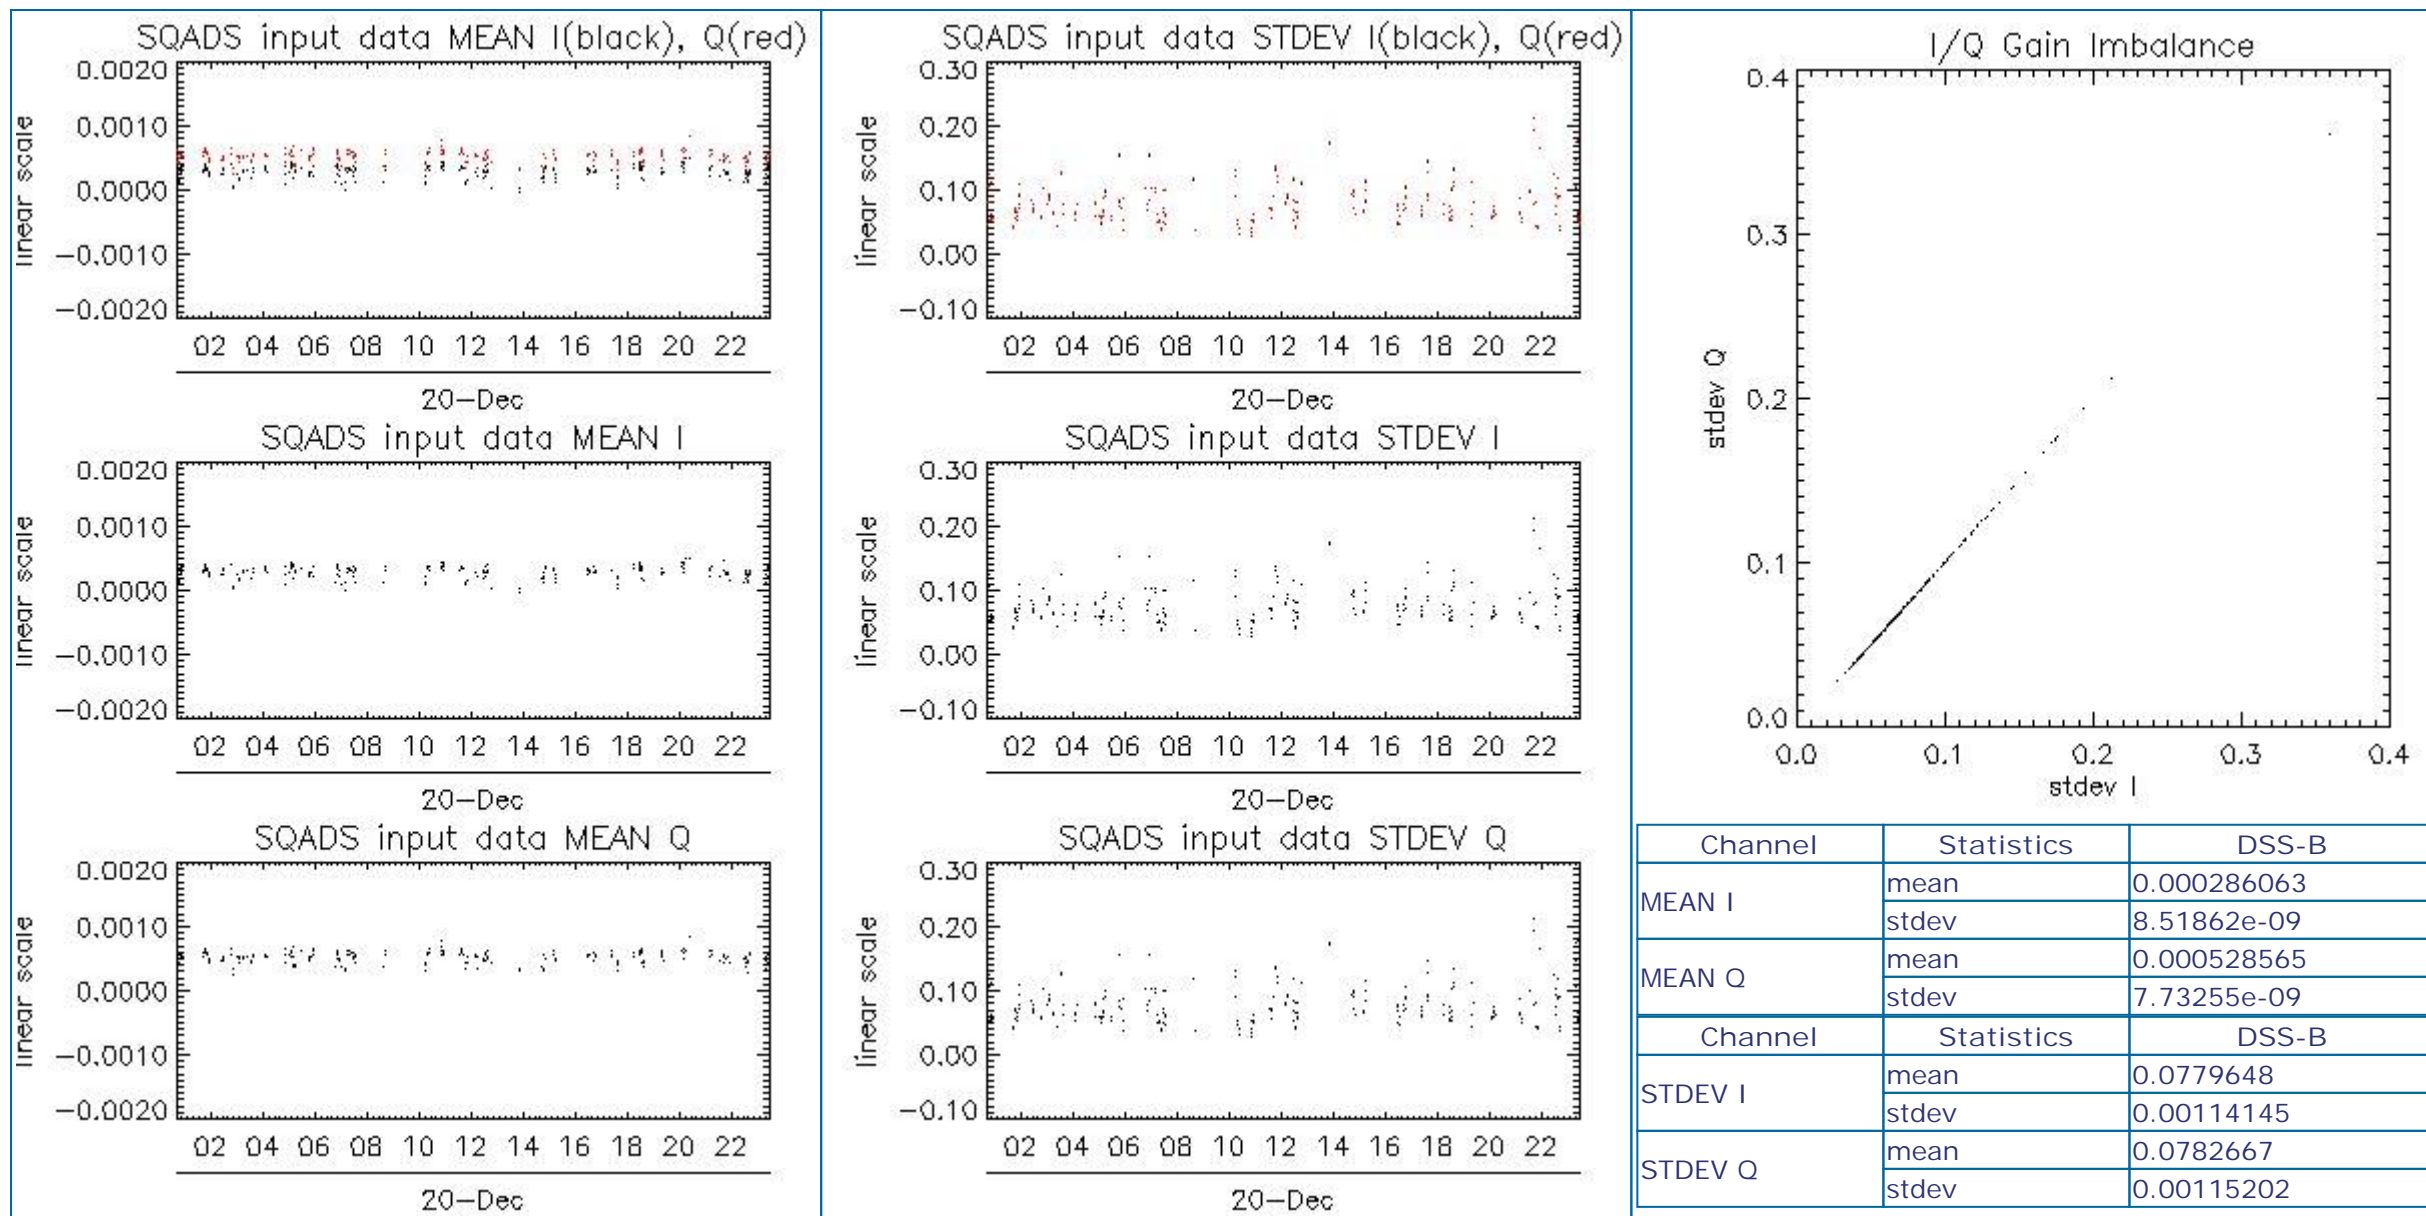 SQADS input data MEAN I(black), Q(red)
linear scale
0.0020
0.0010
0.0000
−0.0010
−0.0020
02 04 06 08 10 12 14 16 18 20 22
20−Dec
SQADS input data MEAN I
linear scale
0.0020
0.0010
0.0000
−0.0010
−0.0020
02 04 06 08 10 12 14 16 18 20 22
20−Dec
SQADS input data MEAN Q
linear scale
0.0020
0.0010
0.0000
−0.0010
−0.0020
02 04 06 08 10 12 14 16 18 20 22
20−Dec
SQADS input data STDEV I(black), Q(red)
linear scale
0.30
0.20
0.10
0.00
−0.10
02 04 06 08 10 12 14 16 18 20 22
20−Dec
SQADS input data STDEV I
linear scale
0.30
0.20
0.10
0.00
−0.10
02 04 06 08 10 12 14 16 18 20 22
20−Dec
SQADS input data STDEV Q
linear scale
0.30
0.20
0.10
0.00
−0.10
02 04 06 08 10 12 14 16 18 20 22
20−Dec
I/Q Gain Imbalance
stdev Q
0.4
0.3
0.2
0.1
0.0
0.0 0.1 0.2 0.3 0.4
stdev I
Channel Statistics DSS-B
MEAN I mean 0.000286063
stdev 8.51862e-09
MEAN Q mean 0.000528565
stdev 7.73255e-09
Channel Statistics DSS-B
STDEV I mean 0.0779648
stdev 0.00114145
STDEV Q mean 0.0782667
stdev 0.00115202